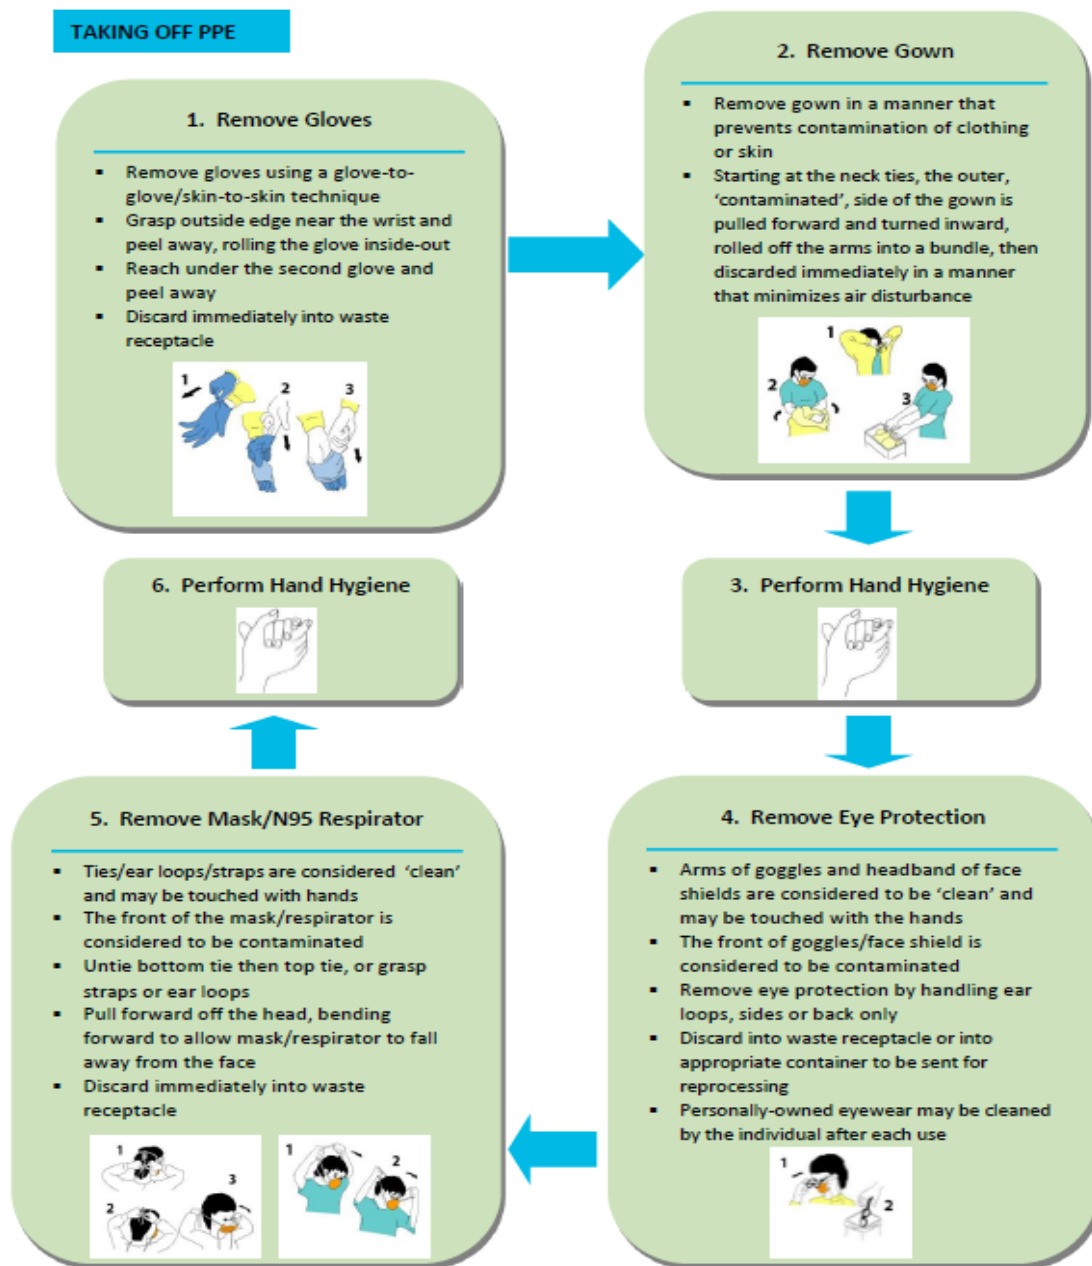 TAKING OFF PPE
1. Remove Gloves
▪ Remove gloves using a glove-to-
glove/skin-to-skin technique
▪ Grasp outside edge near the wrist and
peel away, rolling the glove inside-out
▪ Reach under the second glove and
peel away
▪ Discard immediately into waste
receptacle
1
2
3
2. Remove Gown
▪ Remove gown in a manner that
prevents contamination of clothing
or skin
▪ Starting at the neck ties, the outer,
‘contaminated’, side of the gown is
pulled forward and turned inward,
rolled off the arms into a bundle, then
discarded immediately in a manner
that minimizes air disturbance
1
2
3
3. Perform Hand Hygiene
4. Remove Eye Protection
▪ Arms of goggles and headband of face
shields are considered to be ‘clean’ and
may be touched with the hands
▪ The front of goggles/face shield is
considered to be contaminated
▪ Remove eye protection by handling ear
loops, sides or back only
▪ Discard into waste receptacle or into
appropriate container to be sent for
reprocessing
▪ Personally-owned eyewear may be cleaned
by the individual after each use
1
2
5. Remove Mask/N95 Respirator
▪ Ties/ear loops/straps are considered ‘clean’
and may be touched with hands
▪ The front of the mask/respirator is
considered to be contaminated
▪ Untie bottom tie then top tie, or grasp
straps or ear loops
▪ Pull forward off the head, bending
forward to allow mask/respirator to fall
away from the face
▪ Discard immediately into waste
receptacle
1
2
3
1
2
6. Perform Hand Hygiene